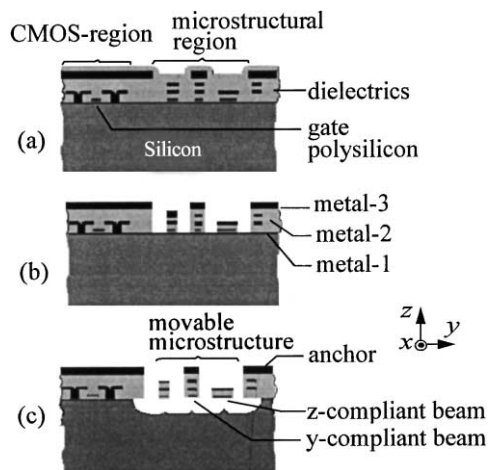 CMOS-region
microstructural
region
dielectrics
gate
polysilicon
Silicon
(a)
metal-3
metal-2
metal-1
(b)
movable
microstructure
z
x
y
anchor
z-compliant beam
y-compliant beam
(c)